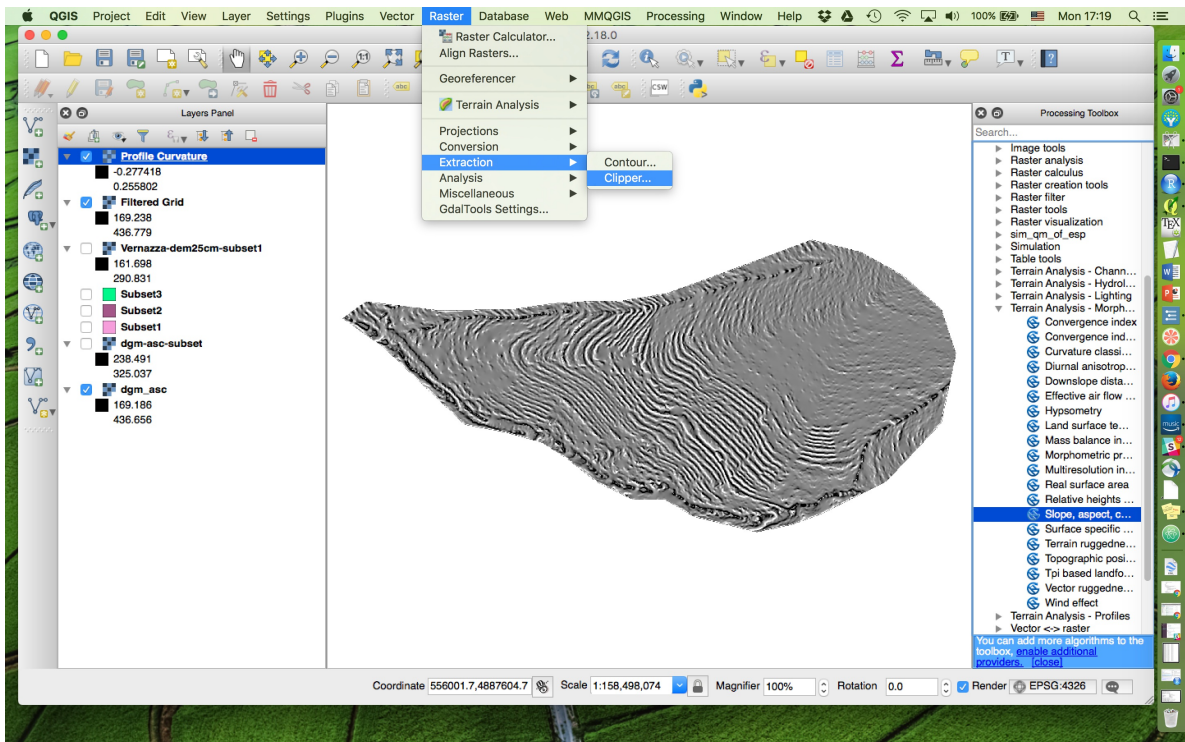 QGIS Project Edit View Layer Settings Plugins Vector Raster Database Web MMQGIS Processing Window Help 100% Mon 17:19
2.18.0
Raster Calculator...
Align Rasters...
Georeferencer
Terrain Analysis
Projections
Conversion
Extraction
Analysis
Miscellaneous
GdalTools Settings...
Contour...
Clipper...
abc
abc
CSW
Layers Panel
Profile Curvature
-0.277418
0.255802
Filtered Grid
169.238
436.779
Vernazza-dem25cm-subset1
161.698
290.831
Subset3
Subset2
Subset1
dgm-asc-subset
238.491
325.037
dgm_asc
169.186
436.656
Processing Toolbox
Search...
Image tools
Raster analysis
Raster calculus
Raster creation tools
Raster filter
Raster tools
Raster visualization
sim_qm_of_esp
Simulation
Table tools
Terrain Analysis - Chann...
Terrain Analysis - Hydrol...
Terrain Analysis - Lighting
Terrain Analysis - Morph...
Convergence index
Convergence ind...
Curvature classi...
Diurnal anisotrop...
Downslope dista...
Effective air flow ...
Hypsometry
Land surface te...
Mass balance in...
Morphometric pr...
Multiresolution in...
Real surface area
Relative heights ...
Slope, aspect, c...
Surface specific ...
Terrain ruggedne...
Topographic posi...
Tpi based landfo...
Vector ruggedne...
Wind effect
Terrain Analysis - Profiles
Vector <-> raster
You can add more algorithms to the
toolbox, enable additional
providers. [close]
Coordinate 556001.7,4887604.7 Scale 1:158,498,074 Magnifier 100% Rotation 0.0 Render EPSG:4326
TEX
music